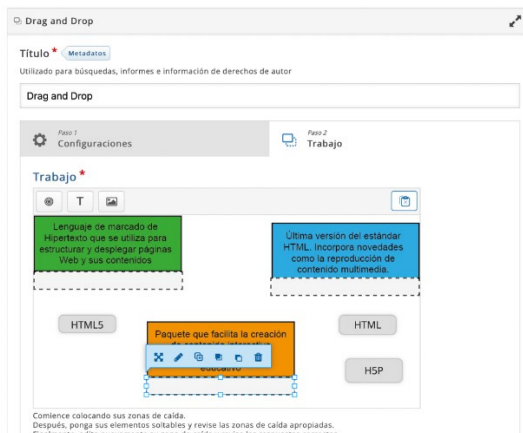 Drag and Drop
Título * Metadatos
Utilizado para búsquedas, informes e información de derechos de autor
Drag and Drop
Paso 1
Configuraciones
Paso 2
Trabajo
Trabajo *
T
Lenguaje de marcado de
Hipertexto que se utiliza para
estructurar y desplegar páginas
Web y sus contenidos
Última versión del estándar
HTML. Incorpora novedades
como la reproducción de
contenido multimedia.
HTML5
HTML
Paquete que facilita la creación
educativo
H5P
Comience colocando sus zonas de caída.
Después, ponga sus elementos soltables y revise las zonas de caída apropiadas.